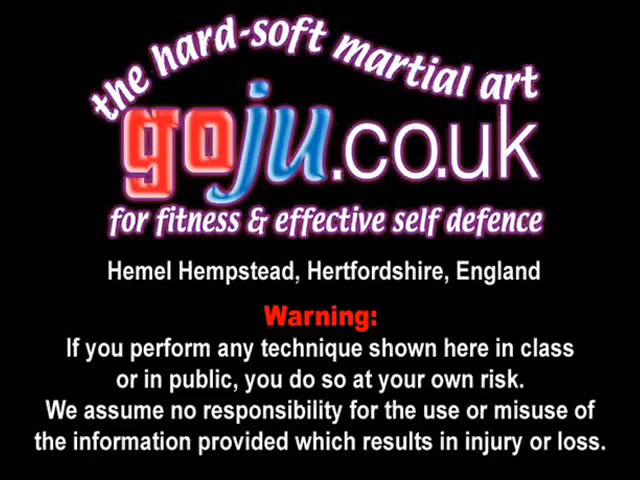 the hard-soft martial art
goju.co.uk
for fitness & effective self defence
Hemel Hempstead, Hertfordshire, England
Warning:
If you perform any technique shown here in class
or in public, you do so at your own risk.
We assume no responsibility for the use or misuse of
the information provided which results in injury or loss.